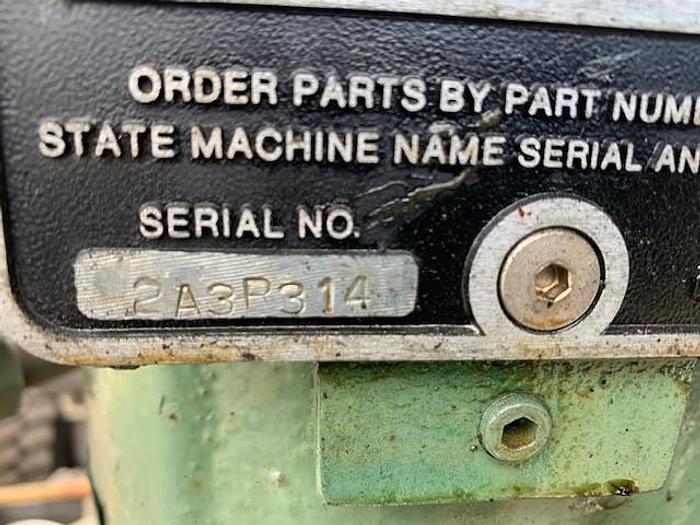 ORDER PARTS BY PART NUM
STATE MACHINE NAME SERIAL AN
SERIAL NO.
2A3P314